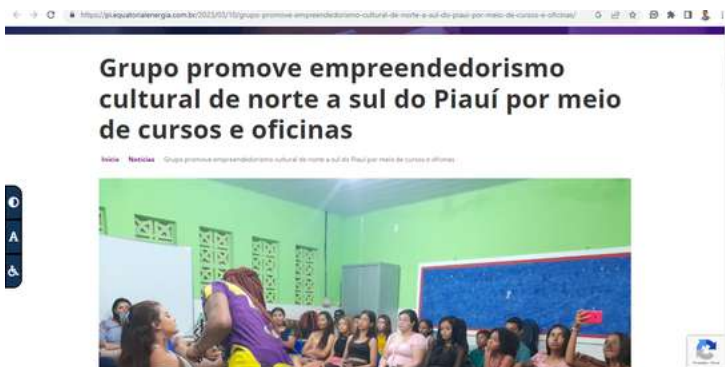 https://pi.equatorialenergia.com.br/2023/03/10/grupo-promove-empreendedorismo-cultural-de-norte-a-sul-do-piaui-por-meio-de-cursos-e-oficinas/
Grupo promove empreendedorismo
cultural de norte a sul do Piauí por meio
de cursos e oficinas
Início Notícias Grupo promove empreendedorismo cultural de norte a sul do Piauí por meio de cursos e oficinas
A